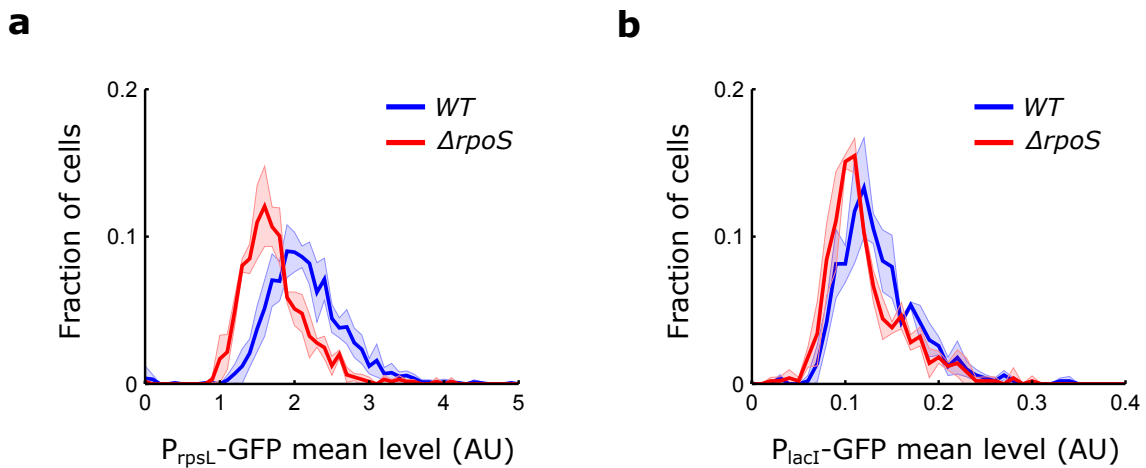 a
0.2
0.1
0
Fraction of cells
WT
ΔrpoS
0 1 2 3 4 5
PrpsL-GFP mean level (AU)
b
0.2
0.1
0
Fraction of cells
WT
ΔrpoS
0 0.1 0.2 0.3 0.4
PlacI-GFP mean level (AU)